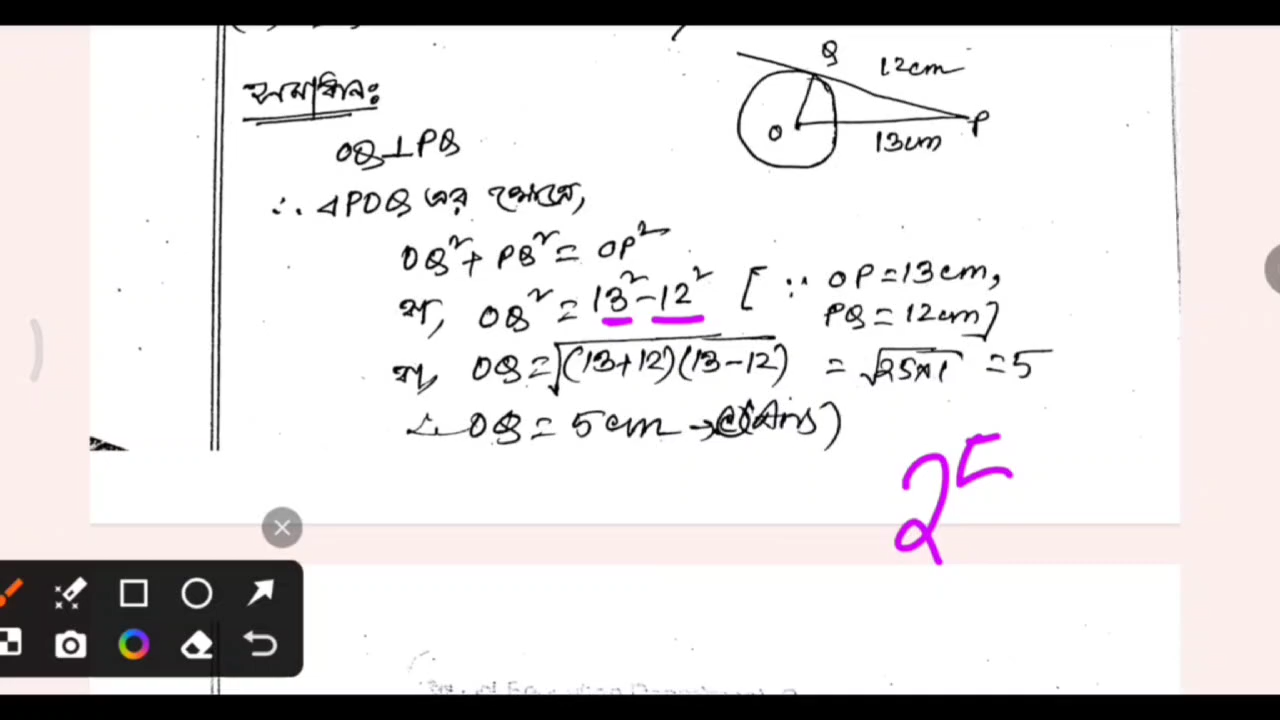 Q
12cm
O
13cm
P
সমাধানঃ
OQ⊥PQ
∴ ⊿POQ এর ক্ষেত্রে,
OQ²+ PQ² = OP²
বা, OQ² = 13²-12² [∵ OP=13cm,
PQ = 12cm]
বা, OQ = √(13+12)(13-12) = √25×1 = 5
∴ OQ = 5cm → (Ans)
25